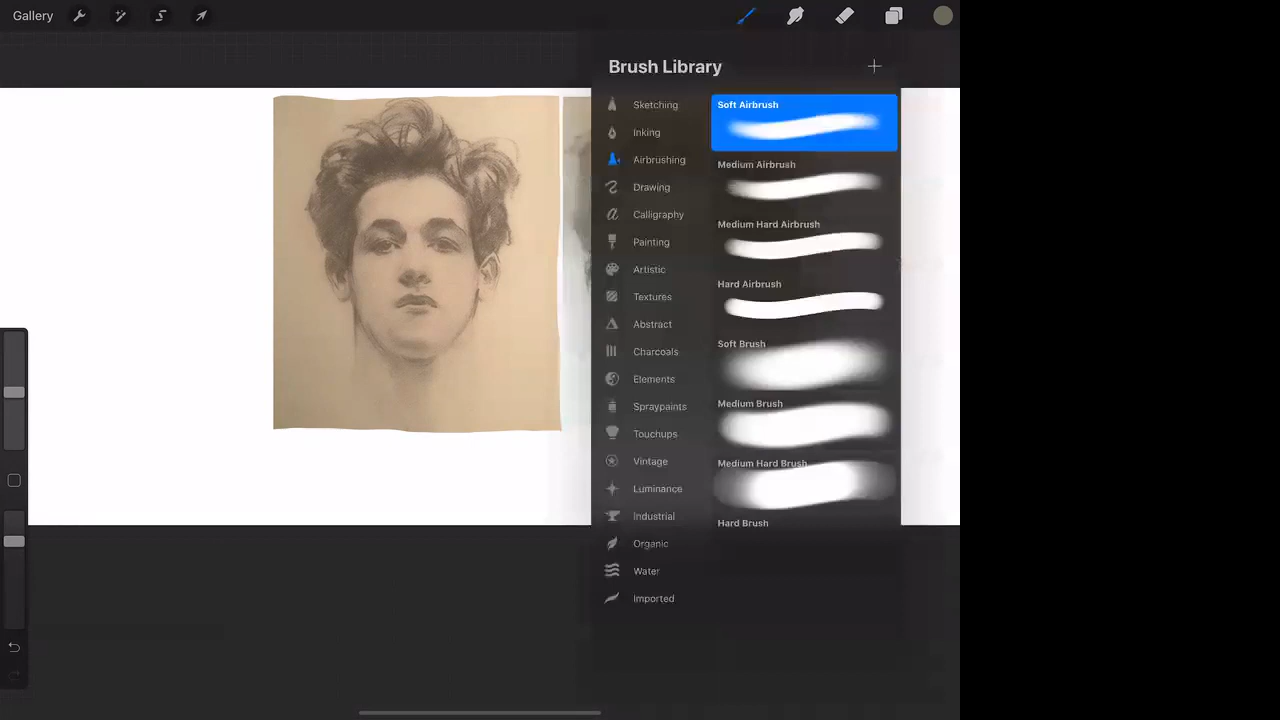 Gallery
Brush Library
Sketching
Inking
Airbrushing
Drawing
Calligraphy
Painting
Artistic
Textures
Abstract
Charcoals
Elements
Spraypaints
Touchups
Vintage
Luminance
Industrial
Organic
Water
Imported
Soft Airbrush
Medium Airbrush
Medium Hard Airbrush
Hard Airbrush
Soft Brush
Medium Brush
Medium Hard Brush
Hard Brush